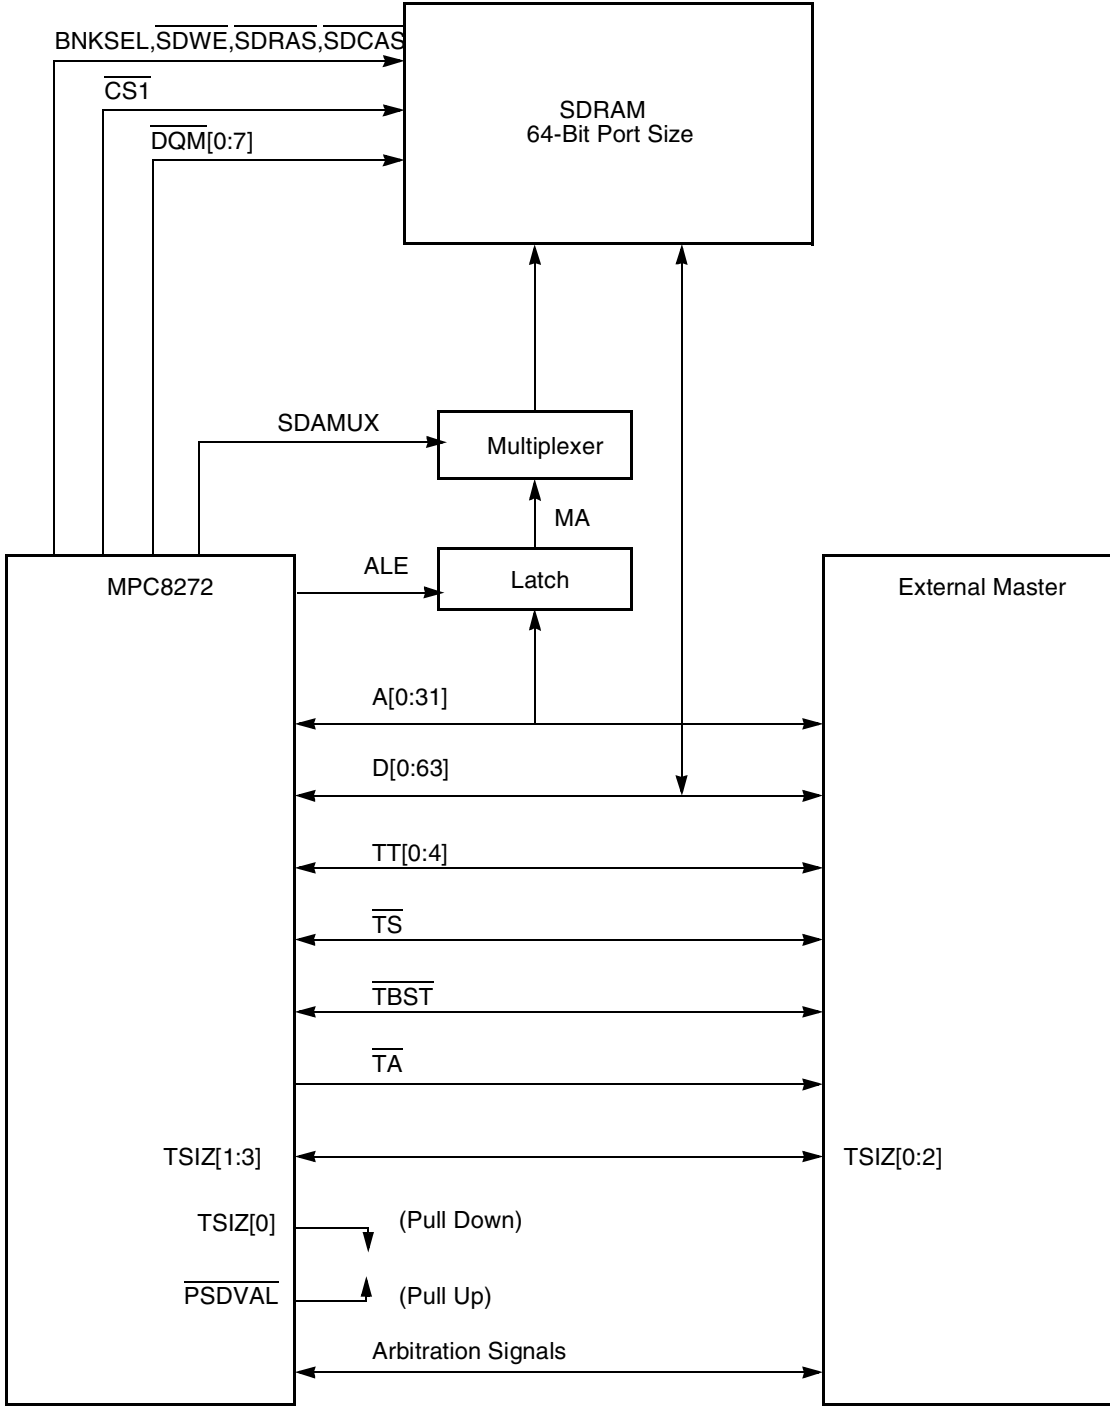 BNKSEL,SDWE,SDRAS,SDCAS
CS1
DQM[0:7]
SDRAM
64-Bit Port Size
SDAMUX
Multiplexer
MA
ALE
Latch
MPC8272
External Master
A[0:31]
D[0:63]
TT[0:4]
TS
TBST
TA
TSIZ[1:3]
TSIZ[0:2]
TSIZ[0]
(Pull Down)
PSDVAL
(Pull Up)
Arbitration Signals